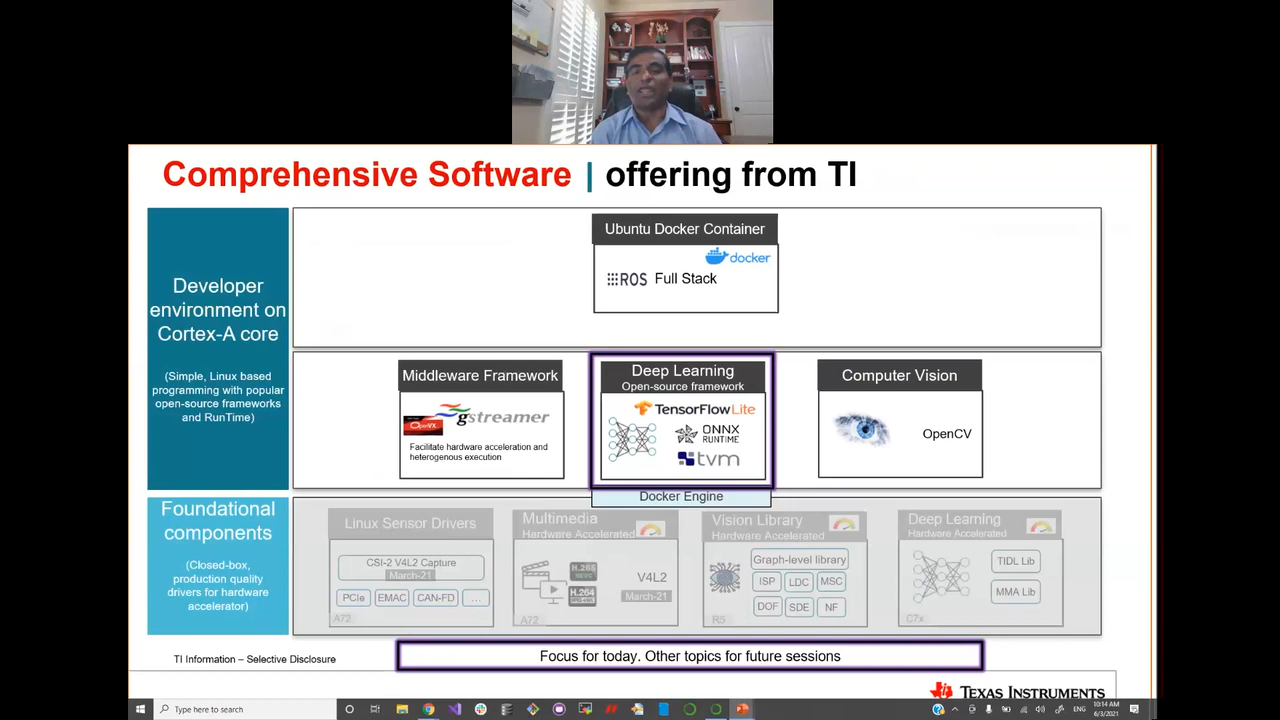 Comprehensive Software | offering from TI
Ubuntu Docker Container
docker
ROS Full Stack
Developer
environment on
Cortex-A core
(Simple, Linux based
programming with popular
open-source frameworks
and RunTime)
Middleware Framework
OpenVX
gstreamer
Facilitate hardware acceleration and
heterogenous execution
Deep Learning
Open-source framework
TensorFlow Lite
ONNX
RUNTIME
tvm
Computer Vision
OpenCV
Docker Engine
Foundational
components
(Closed-box,
production quality
drivers for hardware
accelerator)
Linux Sensor Drivers
CSI-2 V4L2 Capture
March-21
PCIe EMAC CAN-FD ...
A72
Multimedia
Hardware Accelerated
H.265
H.264
V4L2
March-21
A72
Vision Library
Hardware Accelerated
Graph-level library
ISP LDC MSC
DOF SDE NF
R5
Deep Learning
Hardware Accelerated
TIDL Lib
MMA Lib
C7x
TI Information – Selective Disclosure
Focus for today. Other topics for future sessions
TEXAS INSTRUMENTS
Type here to search
ENG
10:14 AM
6/3/2021